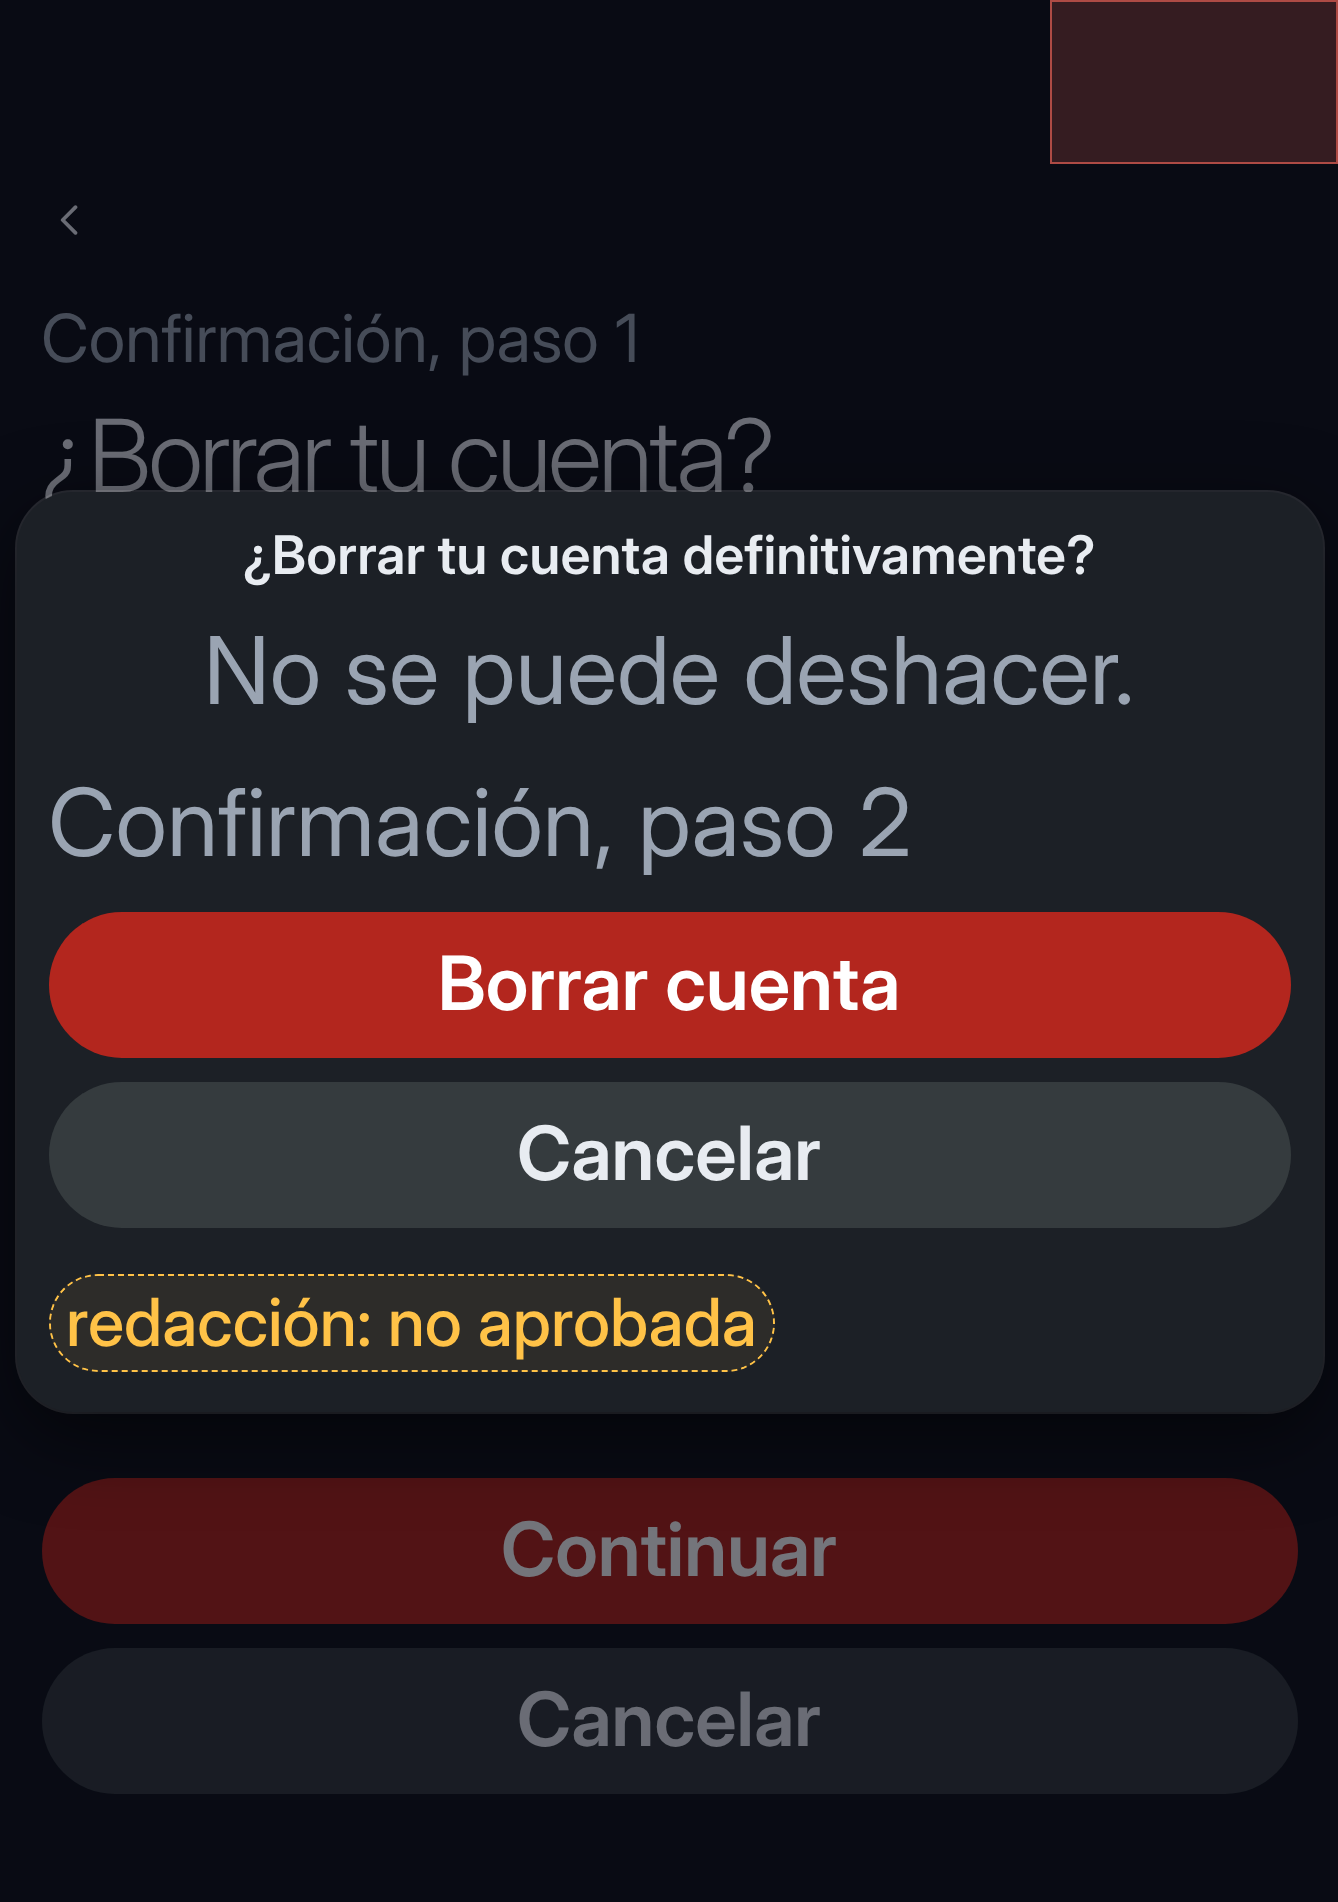 Confirmación, paso 1
¿Borrar tu cuenta?
¿Borrar tu cuenta definitivamente?
No se puede deshacer.
Confirmación, paso 2
Borrar cuenta
Cancelar
redacción: no aprobada
Continuar
Cancelar